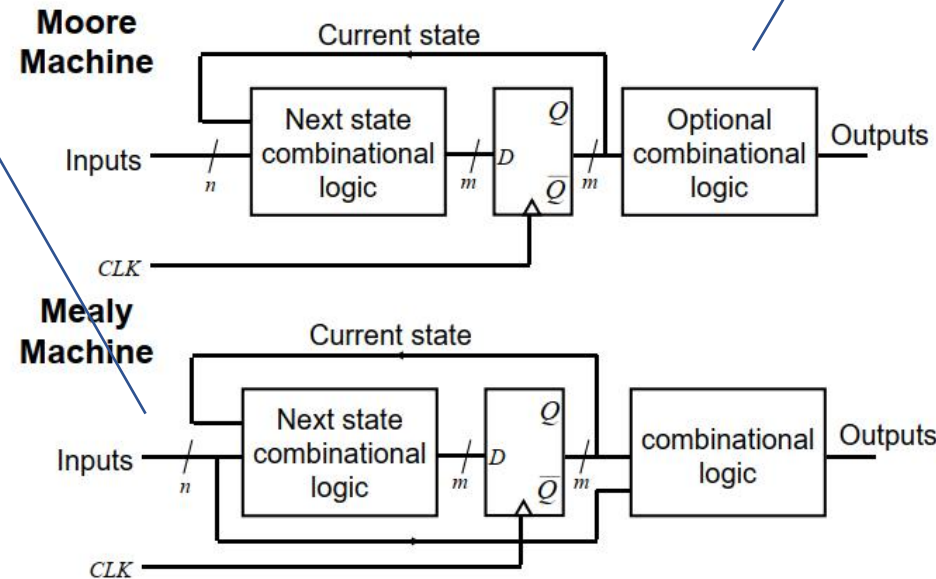 Moore
Machine
Current state
Inputs
n
Next state
combinational
logic
m
D
Q
Q̅
m
Optional
combinational
logic
Outputs
CLK
Mealy
Machine
Current state
Inputs
n
Next state
combinational
logic
m
D
Q
Q̅
m
combinational
logic
Outputs
CLK